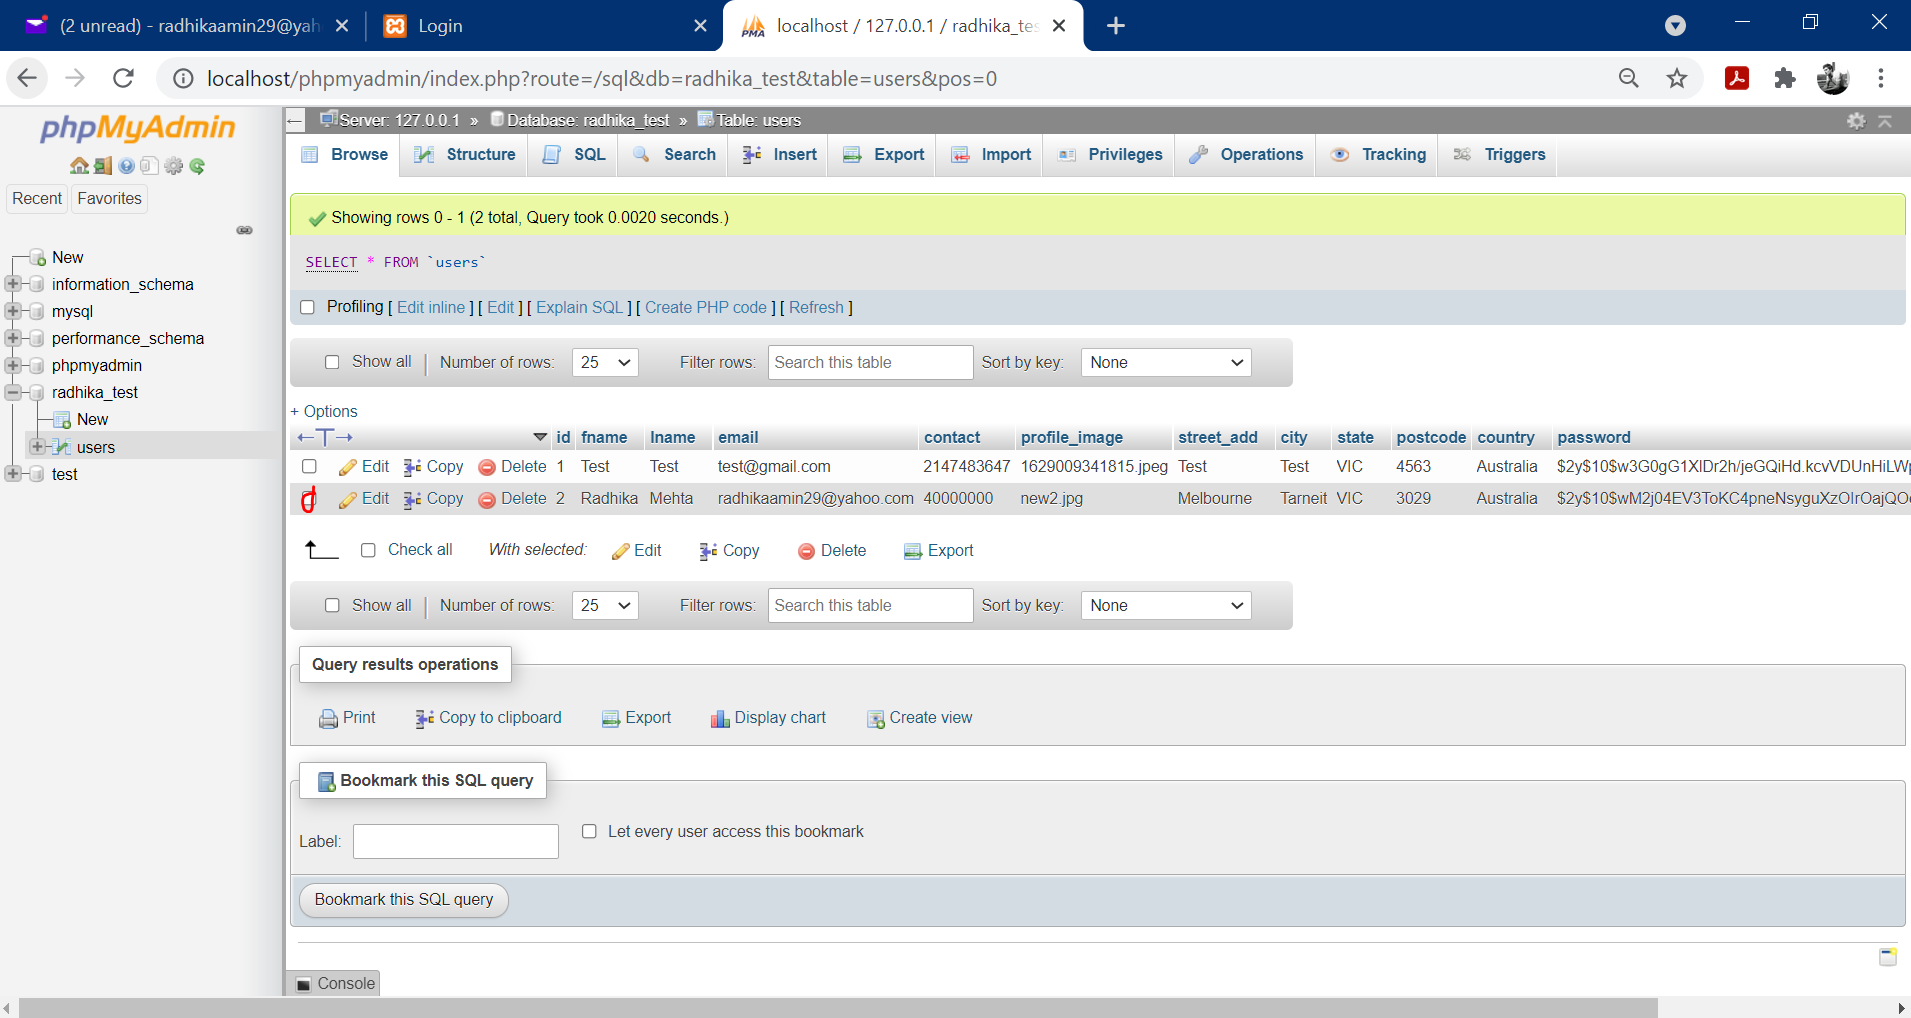 (2 unread) - radhikaamin29@yah
Login
localhost / 127.0.0.1 / radhika_tes
localhost/phpmyadmin/index.php?route=/sql&db=radhika_test&table=users&pos=0
phpMyAdmin
Recent Favorites
New
information_schema
mysql
performance_schema
phpmyadmin
radhika_test
New
users
test
Server: 127.0.0.1 » Database: radhika_test » Table: users
Browse Structure SQL Search Insert Export Import Privileges Operations Tracking Triggers
Showing rows 0 - 1 (2 total, Query took 0.0020 seconds.)
SELECT * FROM `users`
Profiling [ Edit inline ] [ Edit ] [ Explain SQL ] [ Create PHP code ] [ Refresh ]
Show all | Number of rows: 25 Filter rows: Search this table Sort by key: None
+ Options
←T→ id fname lname email contact profile_image street_add city state postcode country password
Edit Copy Delete 1 Test Test test@gmail.com 2147483647 1629009341815.jpeg Test Test VIC 4563 Australia $2y$10$w3G0gG1XlDr2h/jeGQiHd.kcvVDUnHiLWp
Edit Copy Delete 2 Radhika Mehta radhikaamin29@yahoo.com 40000000 new2.jpg Melbourne Tarneit VIC 3029 Australia $2y$10$wM2j04EV3ToKC4pneNsyguXzOIrOajQO
Check all With selected: Edit Copy Delete Export
Show all | Number of rows: 25 Filter rows: Search this table Sort by key: None
Query results operations
Print Copy to clipboard Export Display chart Create view
Bookmark this SQL query
Label: Let every user access this bookmark
Bookmark this SQL query
Console